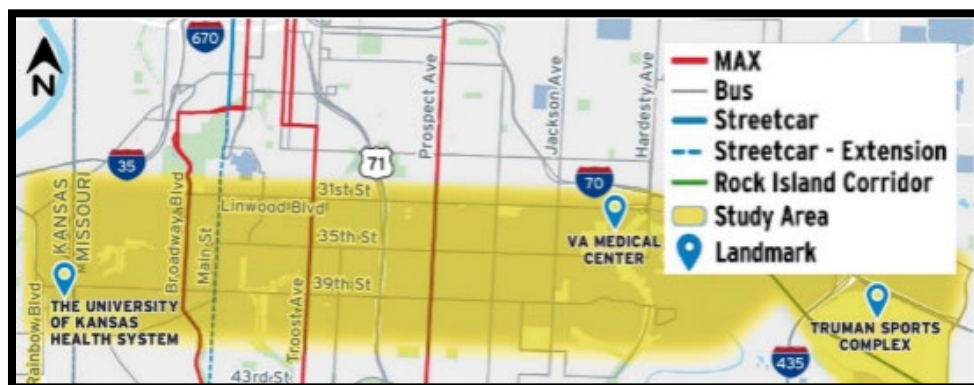 N
670
MAX
Bus
Streetcar
Streetcar - Extension
Rock Island Corridor
Study Area
Landmark
Prospect Ave
Jackson Ave
Hardesty Ave
71
35
70
31st St
Linwood Blvd
KANSAS
MISSOURI
Broadway Blvd
Main St
35th St
VA MEDICAL
CENTER
39th St
Rainbow Blvd
THE UNIVERSITY
OF KANSAS
HEALTH SYSTEM
Troost Ave
TRUMAN SPORTS
COMPLEX
435
43rd St